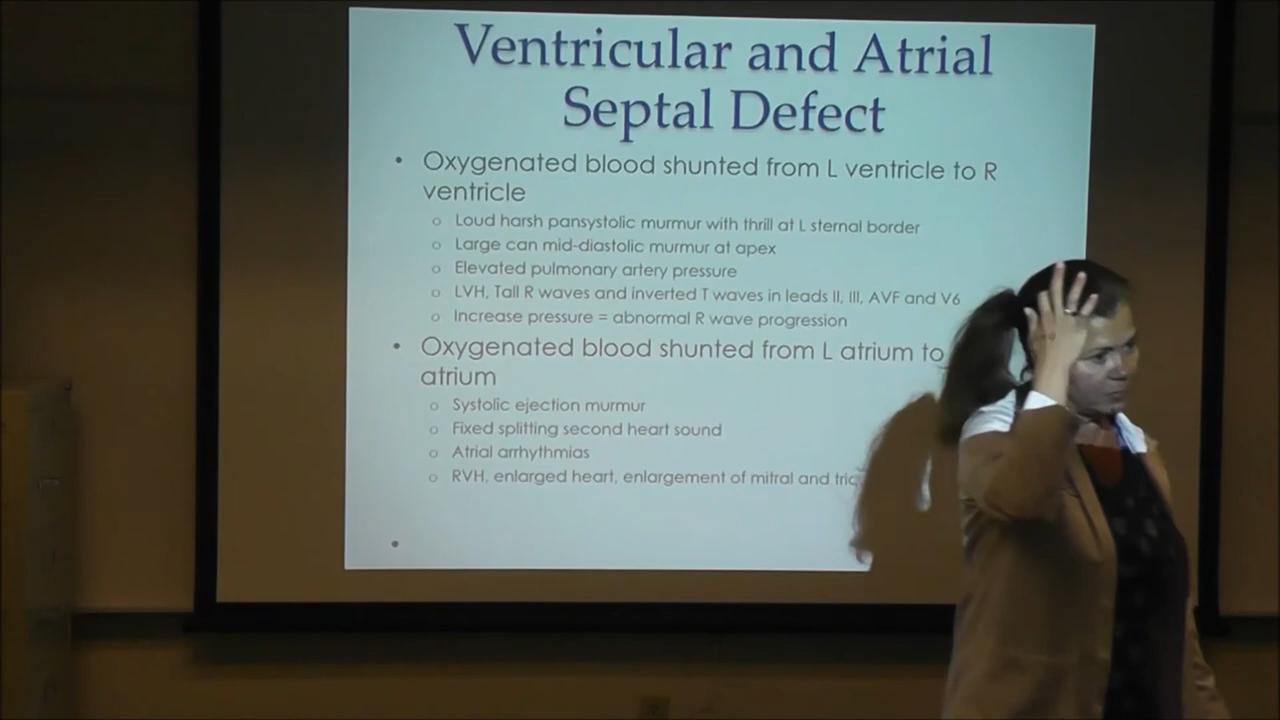 Ventricular and Atrial
Septal Defect
• Oxygenated blood shunted from L ventricle to R
ventricle
o Loud harsh pansystolic murmur with thrill at L sternal border
o Large can mid-diastolic murmur at apex
o Elevated pulmonary artery pressure
o LVH, Tall R waves and inverted T waves in leads II, III, AVF and V6
o Increase pressure = abnormal R wave progression
• Oxygenated blood shunted from L atrium to
atrium
o Systolic ejection murmur
o Fixed splitting second heart sound
o Atrial arrhythmias
o RVH, enlarged heart, enlargement of mitral and
•